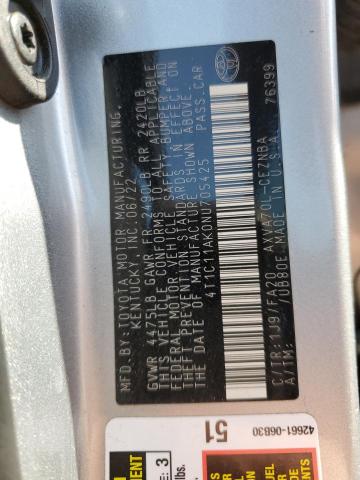 MFD. BY:TOYOTA MOTOR MANUFACTURING,
KENTUCKY, INC. 06/22
GVWR 4475LB GAWR FR 2490LB RR 2420LB
THIS VEHICLE CONFORMS TO ALL APPLICABLE
FEDERAL MOTOR VEHICLE SAFETY, BUMPER AND
THEFT PREVENTION STANDARDS IN EFFECT ON
THE DATE OF MANUFACTURE SHOWN ABOVE.
4T1C11AK0NU705425 PASS.CAR
76399
C/TR:1J9/FA20 AXVA70L-CEZNBA
A/TM: /UB80E MADE IN U.S.A.
42661-06B30
51
3
lbs.